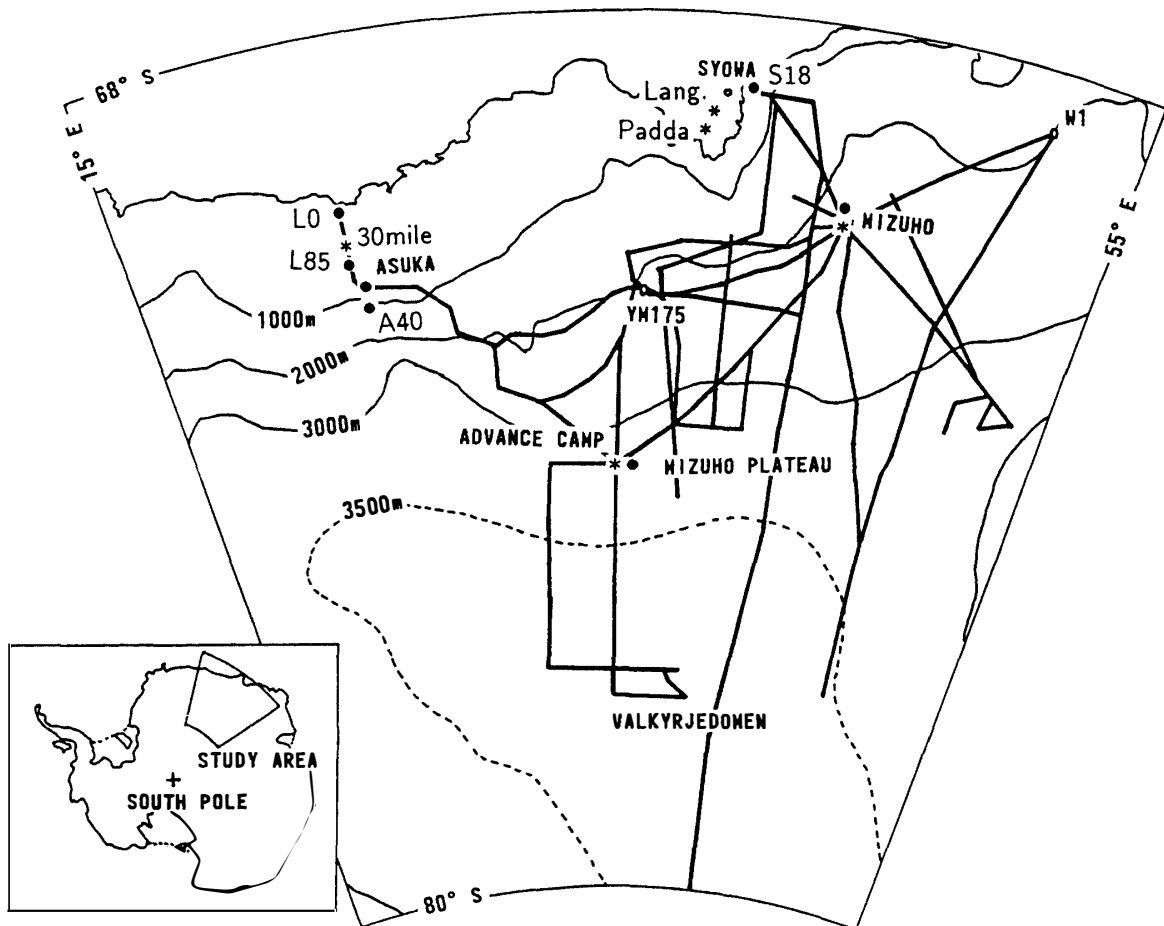 68° S
15° E
SYOWA
S18
Lang.
Padda
W1
L0
30mile
L85
ASUKA
A40
MIZUHO
55° E
YM175
1000m
2000m
3000m
ADVANCE CAMP
MIZUHO PLATEAU
3500m
VALKYRJEDOMEN
STUDY AREA
SOUTH POLE
80° S